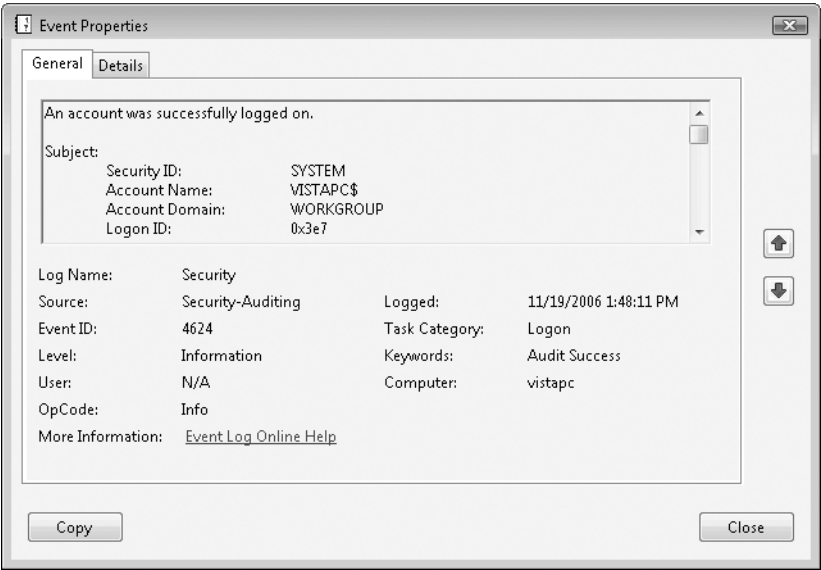 Event Properties
General Details
An account was successfully logged on.
Subject:
Security ID: SYSTEM
Account Name: VISTAPC$
Account Domain: WORKGROUP
Logon ID: 0x3e7
Log Name: Security
Source: Security-Auditing Logged: 11/19/2006 1:48:11 PM
Event ID: 4624 Task Category: Logon
Level: Information Keywords: Audit Success
User: N/A Computer: vistapc
OpCode: Info
More Information: Event Log Online Help
Copy Close